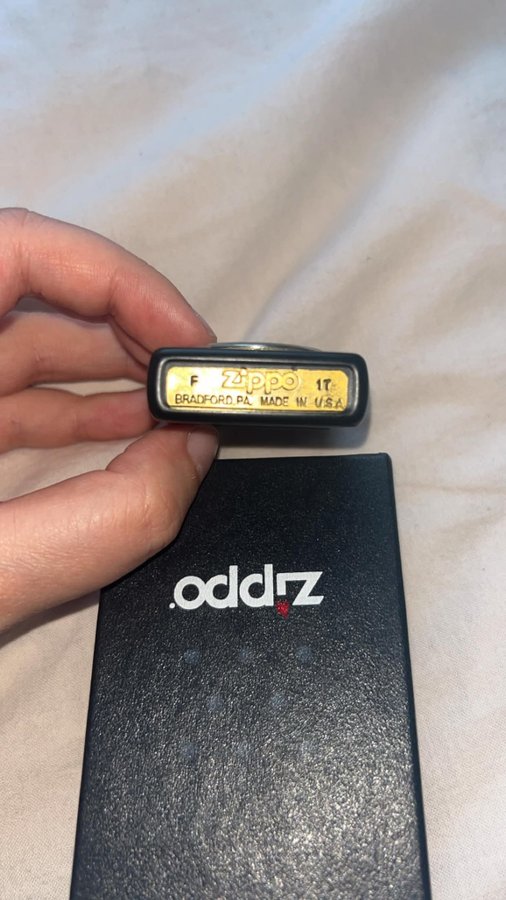 F zippo 17
BRADFORD, PA. MADE IN U.S.A
zippo.